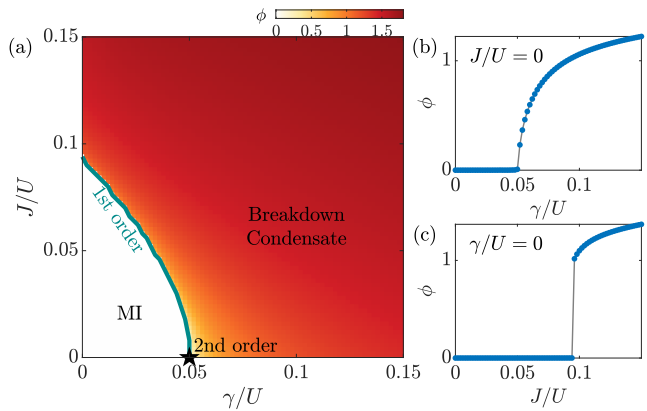 ϕ 0 0.5 1 1.5
(a)
0.15
0.1
0.05
0
J/U
1st order
MI
Breakdown
Condensate
2nd order
0 0.05 0.1 0.15
γ/U
(b)
J/U = 0
1
0
ϕ
0 0.05 0.1
γ/U
(c)
γ/U = 0
1
0
ϕ
0 0.05 0.1
J/U